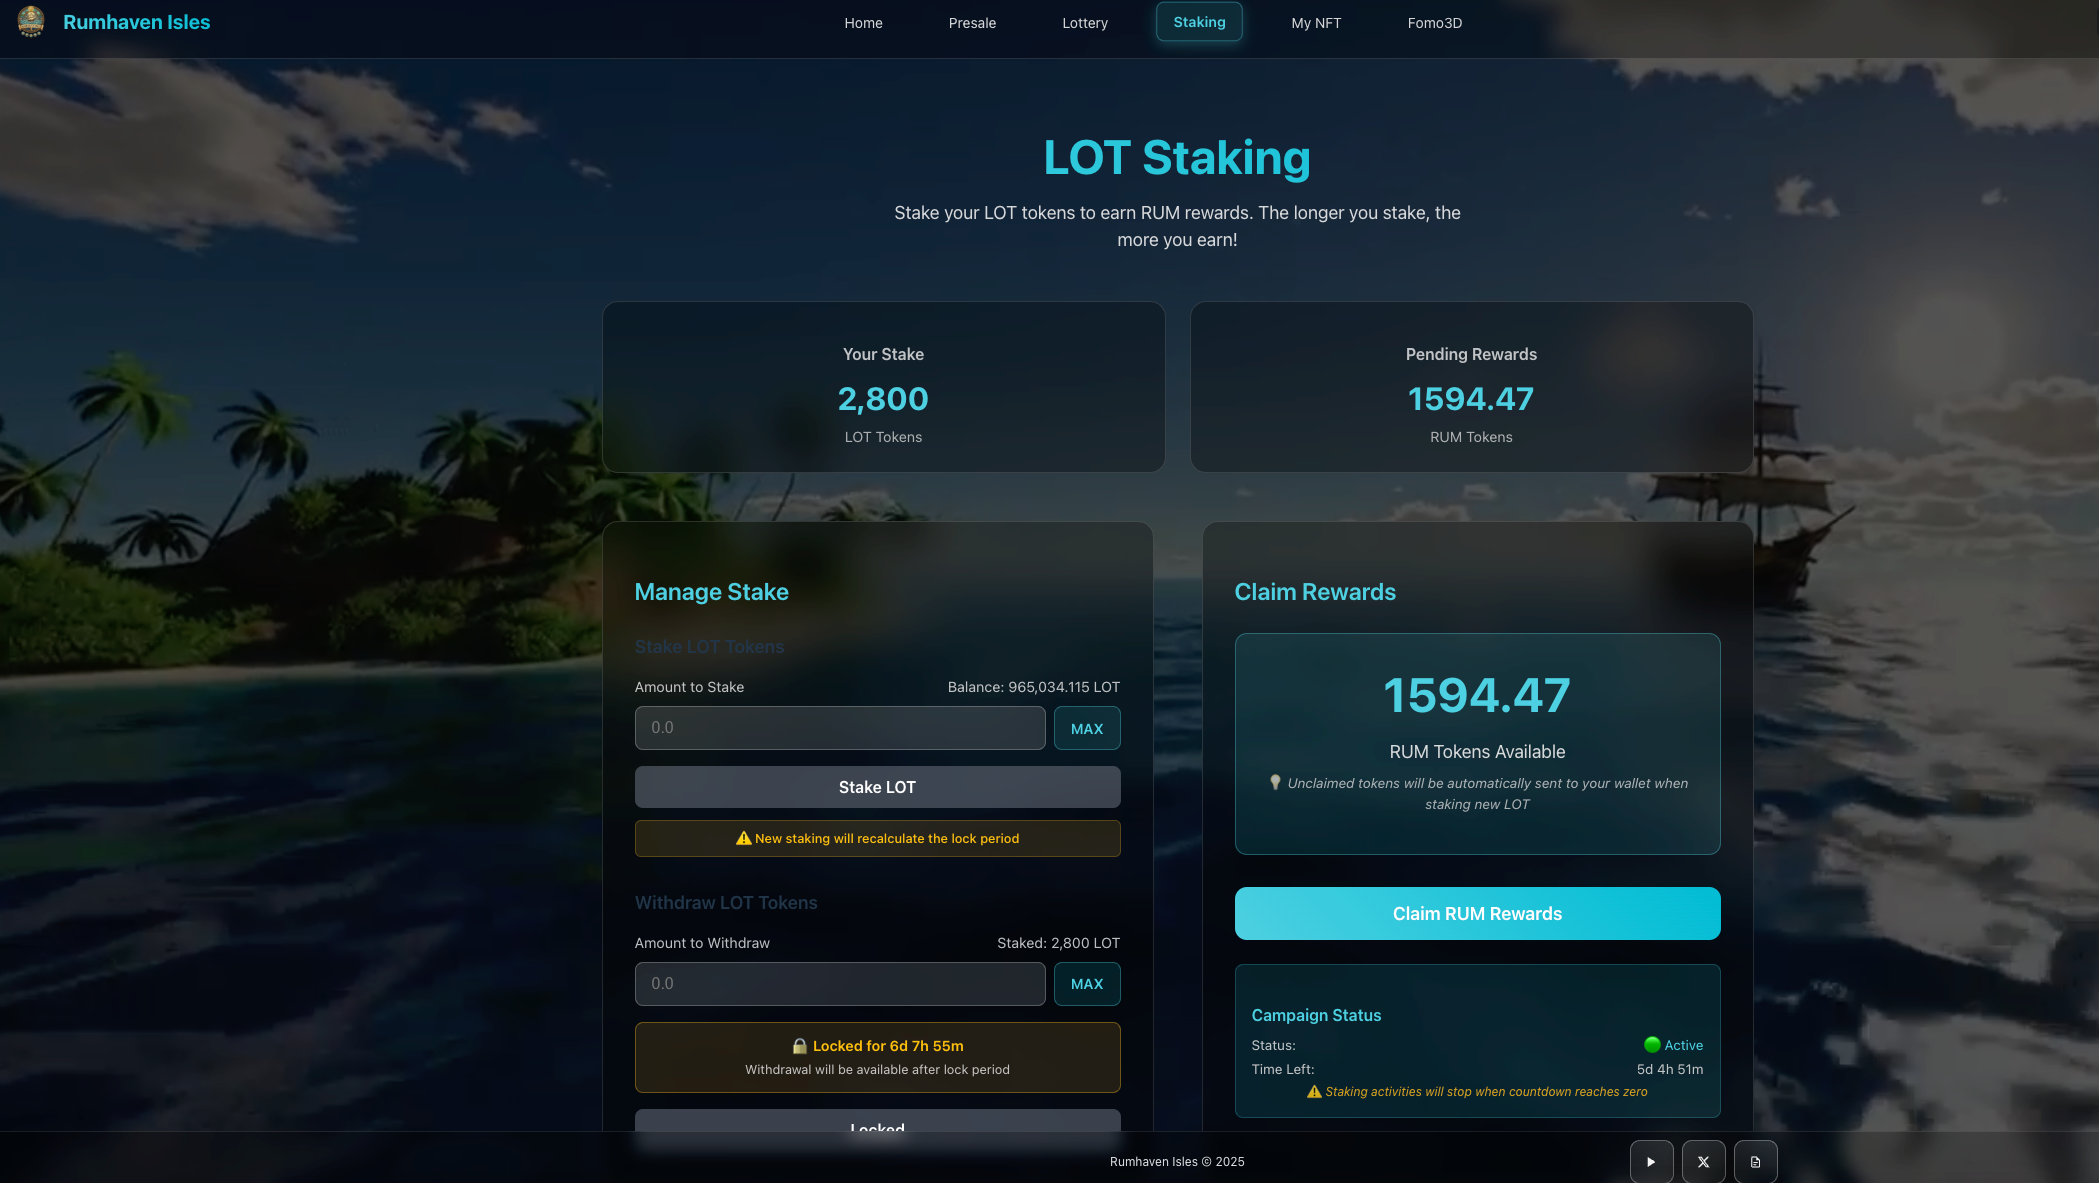 Rumhaven Isles
Home
Presale
Lottery
Staking
My NFT
Fomo3D
LOT Staking
Stake your LOT tokens to earn RUM rewards. The longer you stake, the
more you earn!
Your Stake
2,800
LOT Tokens
Pending Rewards
1594.47
RUM Tokens
Manage Stake
Stake LOT Tokens
Amount to Stake
Balance: 965,034.115 LOT
0.0
MAX
Stake LOT
New staking will recalculate the lock period
Withdraw LOT Tokens
Amount to Withdraw
Staked: 2,800 LOT
0.0
MAX
Locked for 6d 7h 55m
Withdrawal will be available after lock period
Locked
Claim Rewards
1594.47
RUM Tokens Available
Unclaimed tokens will be automatically sent to your wallet when
staking new LOT
Claim RUM Rewards
Campaign Status
Status:
Active
Time Left:
5d 4h 51m
Staking activities will stop when countdown reaches zero
Rumhaven Isles © 2025